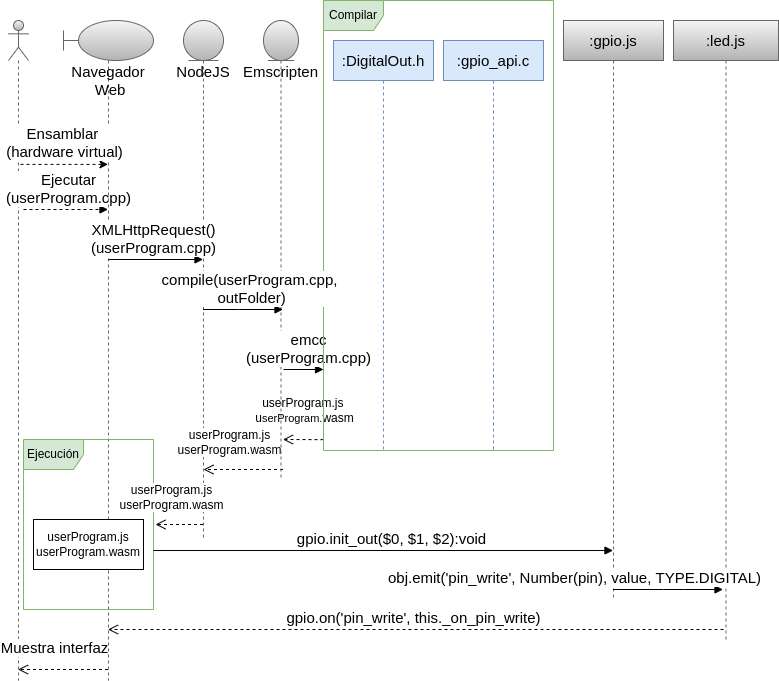 Compilar
:gpio.js
:led.js
:DigitalOut.h
:gpio_api.c
Navegador
Web
NodeJS
Emscripten
Ensamblar
(hardware virtual)
Ejecutar
(userProgram.cpp)
XMLHttpRequest()
(userProgram.cpp)
compile(userProgram.cpp,
outFolder)
emcc
(userProgram.cpp)
userProgram.js
userProgram.wasm
userProgram.js
userProgram.wasm
Ejecución
userProgram.js
userProgram.wasm
userProgram.js
userProgram.wasm
gpio.init_out($0, $1, $2):void
obj.emit('pin_write', Number(pin), value, TYPE.DIGITAL)
gpio.on('pin_write', this._on_pin_write)
Muestra interfaz